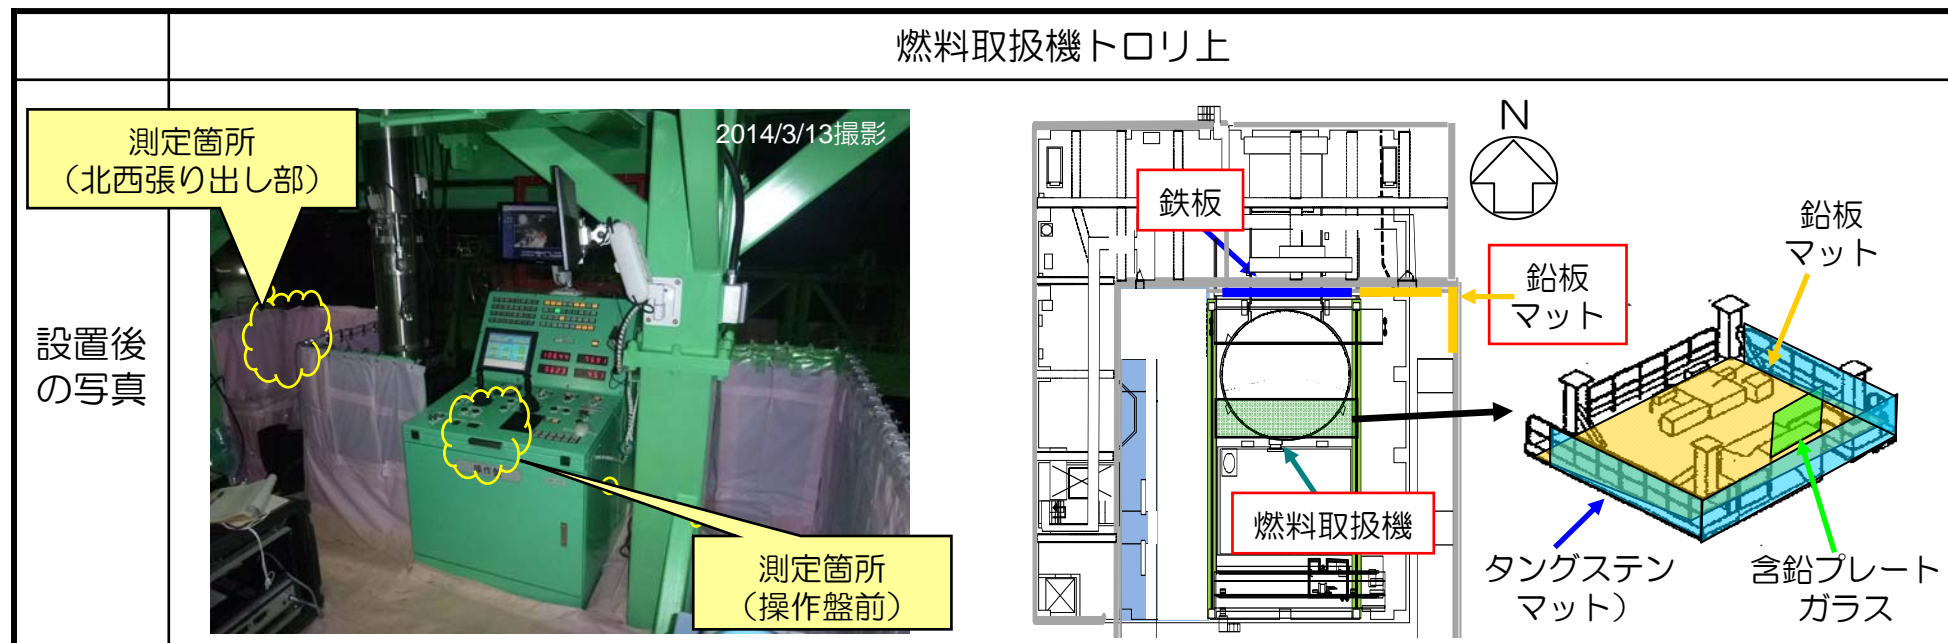 燃料取扱機トロリ上
設置後
の写真
測定箇所
（北西張り出し部）
2014/3/13撮影
操作盤
測定箇所
（操作盤前）
N
鉄板
鉛板
マット
燃料取扱機
鉛板
マット
タングステン
マット）
含鉛プレート
ガラス